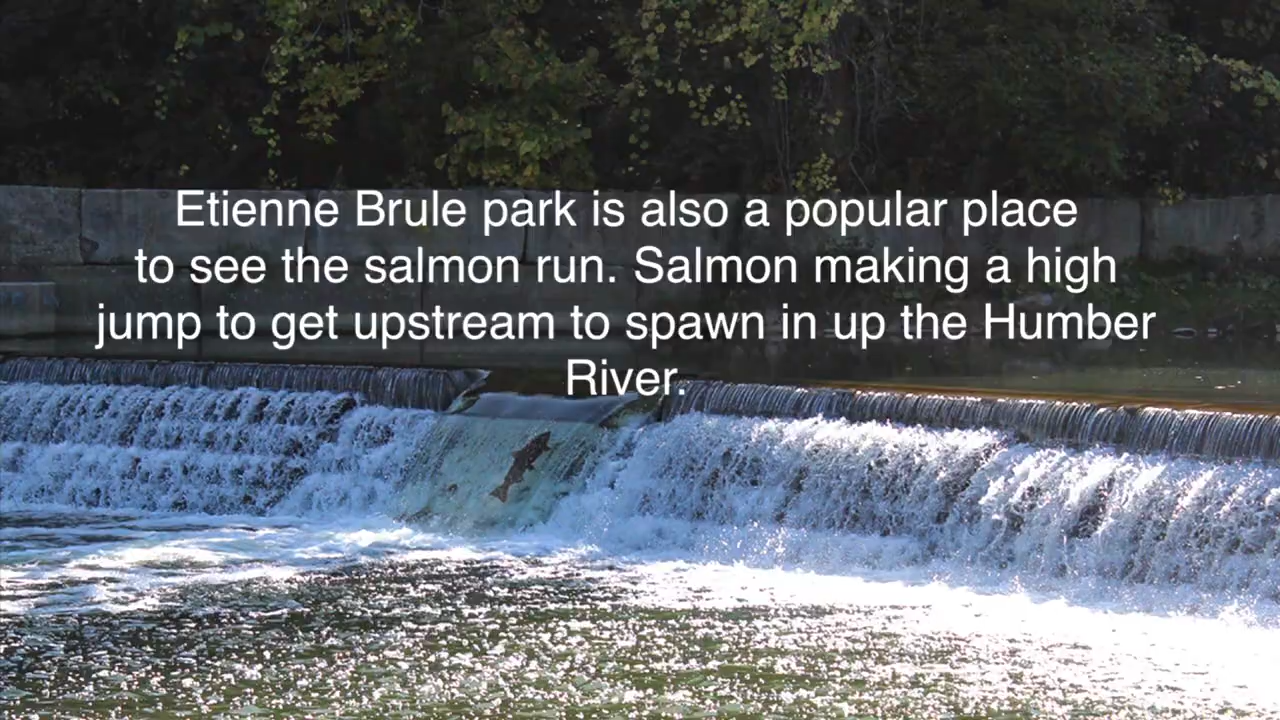 Etienne Brule park is also a popular place
to see the salmon run. Salmon making a high
jump to get upstream to spawn in up the Humber
River.